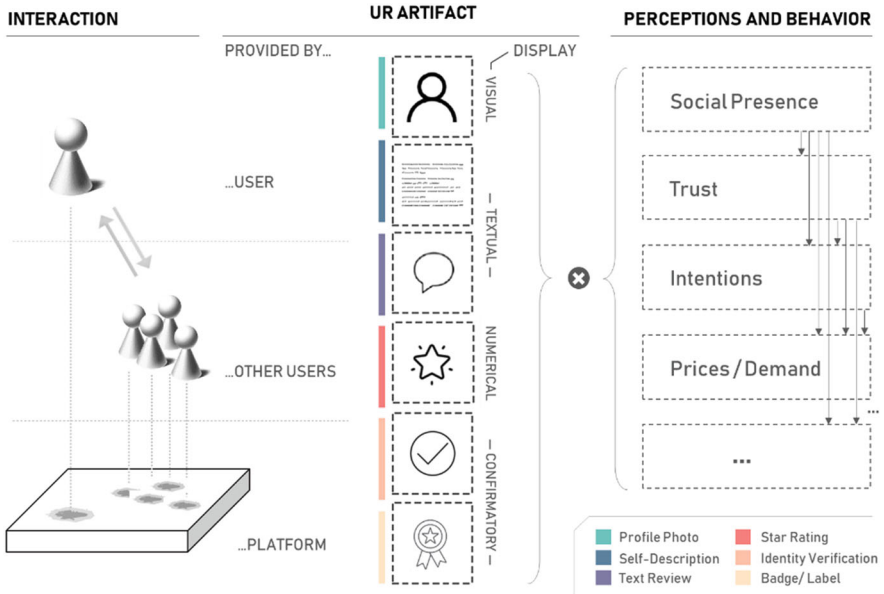 INTERACTION
UR ARTIFACT
PERCEPTIONS AND BEHAVIOR
PROVIDED BY...
DISPLAY
...USER
...OTHER USERS
...PLATFORM
VISUAL
— TEXTUAL —
NUMERICAL
— CONFIRMATORY —
Social Presence
Trust
Intentions
Prices / Demand
...
...
Profile Photo
Self-Description
Text Review
Star Rating
Identity Verification
Badge/ Label